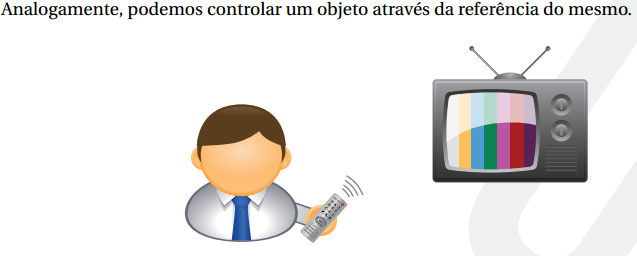 Analogamente, podemos controlar um objeto através da referência do mesmo.